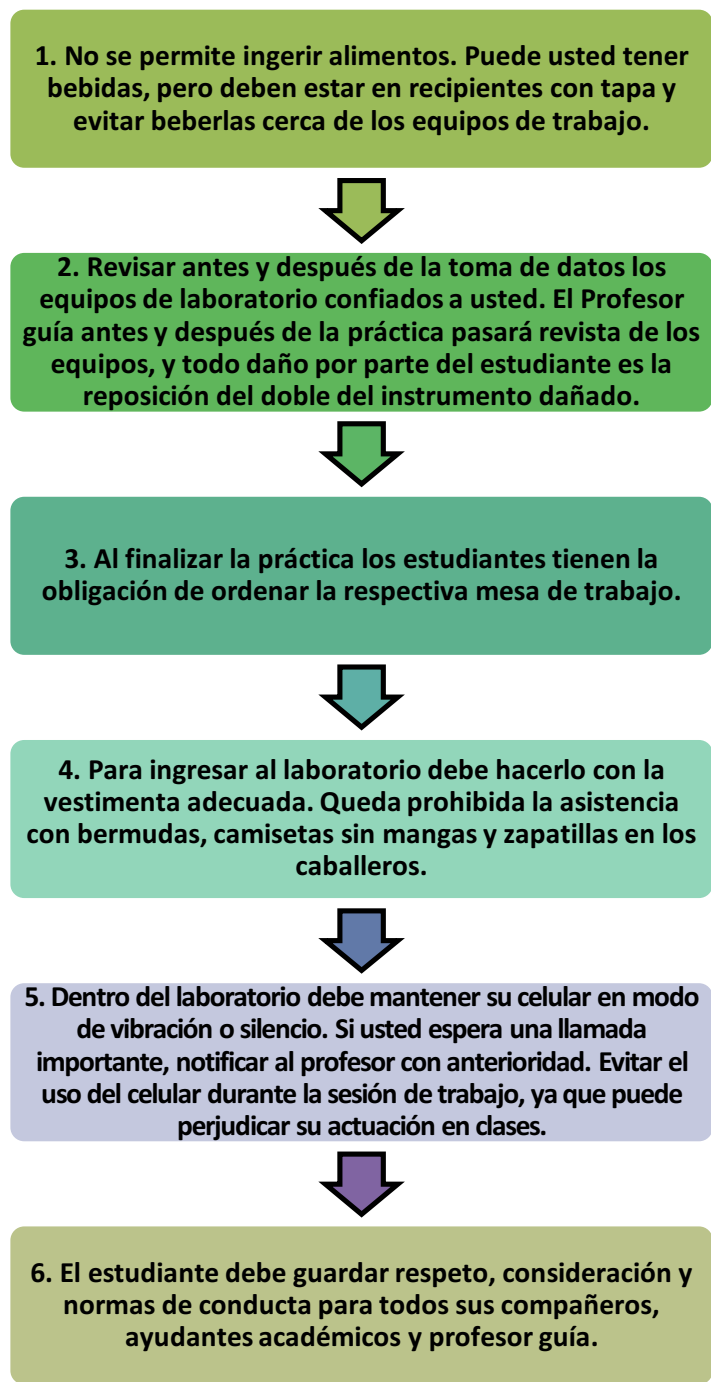 1. No se permite ingerir alimentos. Puede usted tener
bebidas, pero deben estar en recipientes con tapa y
evitar beberlas cerca de los equipos de trabajo.
2. Revisar antes y después de la toma de datos los
equipos de laboratorio confiados a usted. El Profesor
guía antes y después de la práctica pasará revista de los
equipos, y todo daño por parte del estudiante es la
reposición del doble del instrumento dañado.
3. Al finalizar la práctica los estudiantes tienen la
obligación de ordenar la respectiva mesa de trabajo.
4. Para ingresar al laboratorio debe hacerlo con la
vestimenta adecuada. Queda prohibida la asistencia
con bermudas, camisetas sin mangas y zapatillas en los
caballeros.
5. Dentro del laboratorio debe mantener su celular en modo
de vibración o silencio. Si usted espera una llamada
importante, notificar al profesor con anterioridad. Evitar el
uso del celular durante la sesión de trabajo, ya que puede
perjudicar su actuación en clases.
6. El estudiante debe guardar respeto, consideración y
normas de conducta para todos sus compañeros,
ayudantes académicos y profesor guía.